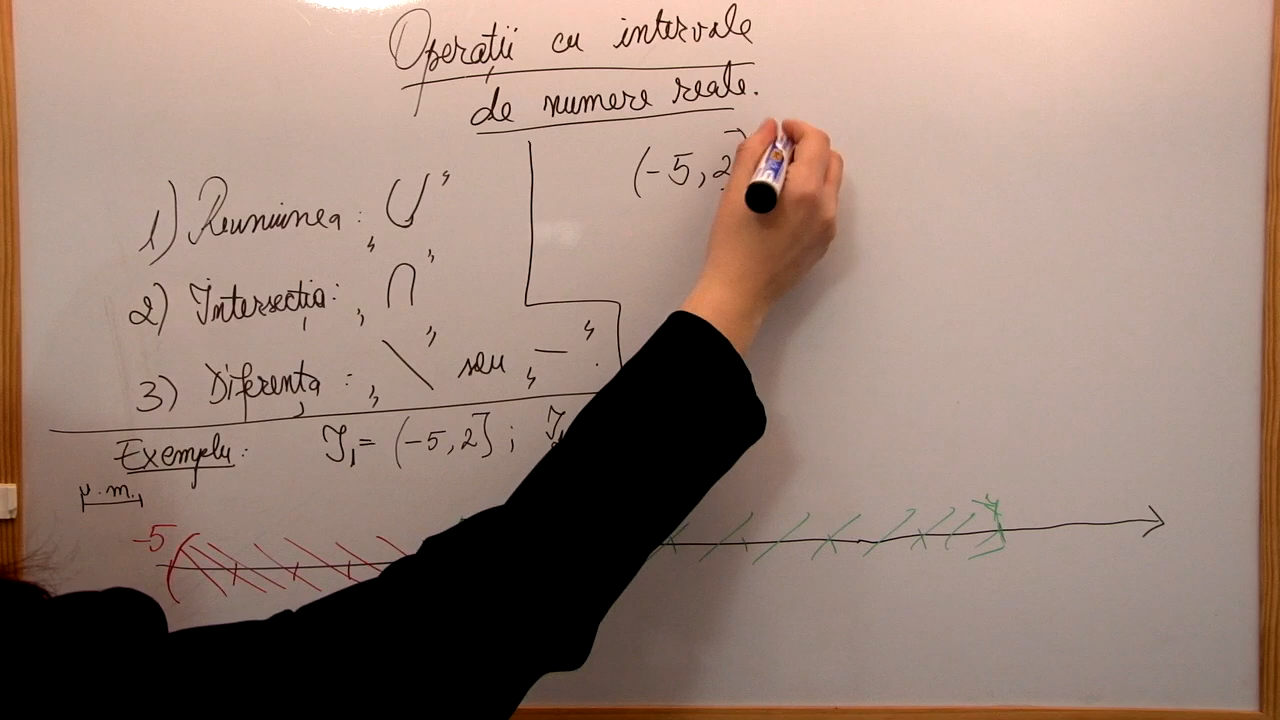 Operații cu intervale
de numere reale.
1) Reuniunea: „∪”
2) Intersecția: „∩”
3) Diferența: „\” sau „—”.
(-5, 2]
Exemplu: I₁ = (-5, 2] ;
u.m.
-5